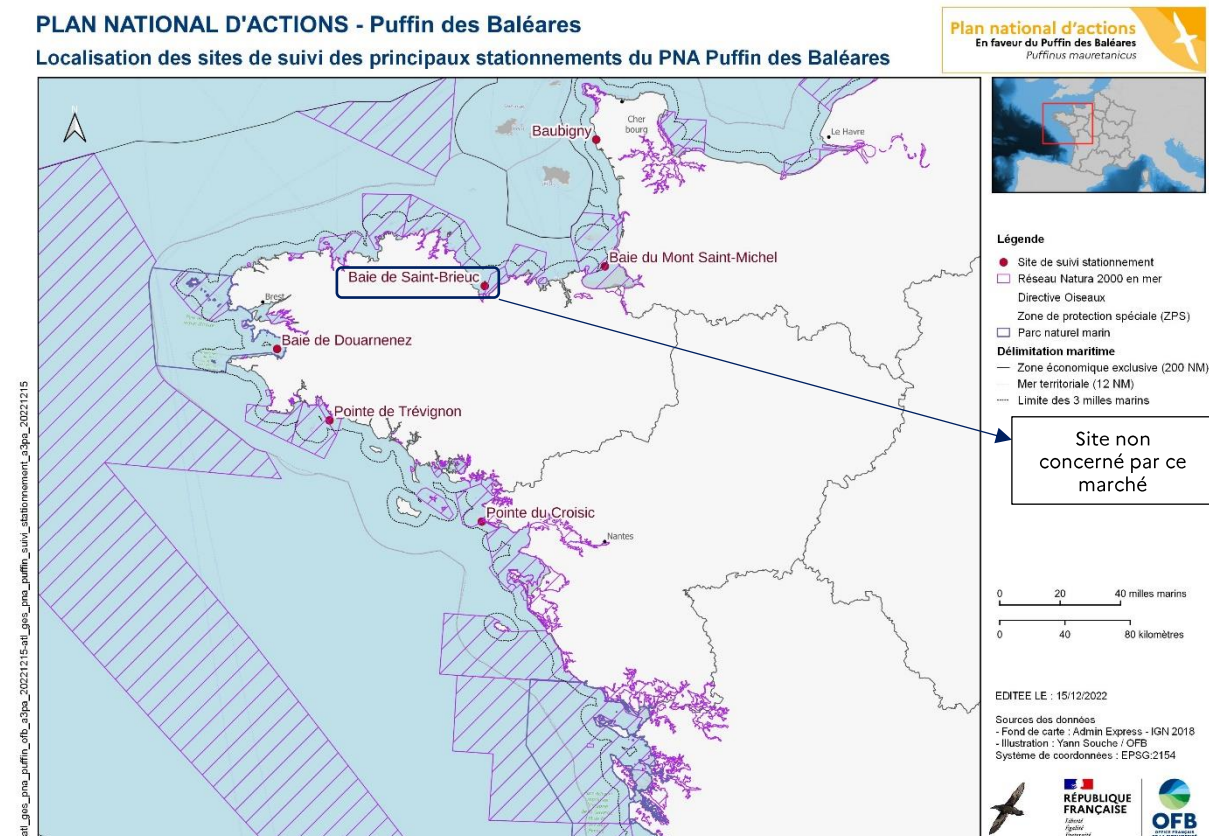 PLAN NATIONAL D'ACTIONS - Puffin des Baléares
Localisation des sites de suivi des principaux stationnements du PNA Puffin des Baléares
Plan national d'actions
En faveur du Puffin des Baléares
Puffinus mauretanicus
N
Cher
bourg
Baubigny
Le Havre
Baie du Mont Saint-Michel
Baie de Saint-Brieuc
Brest
Baie de Douarnenez
Pointe de Trévignon
Pointe du Croisic
Nantes
Légende
Site de suivi stationnement
Réseau Natura 2000 en mer
Directive Oiseaux
Zone de protection spéciale (ZPS)
Parc naturel marin
Délimitation maritime
Zone économique exclusive (200 NM)
Mer territoriale (12 NM)
Limite des 3 milles marins
Site non
concerné par ce
marché
0 20 40 milles marins
0 40 80 kilomètres
EDITEE LE : 15/12/2022
Sources des données
- Fond de carte : Admin Express - IGN 2018
- Illustration : Yann Souche / OFB
Système de coordonnées : EPSG:2154
RÉPUBLIQUE
FRANÇAISE
Liberté
Égalité
Fraternité
OFB
atl_ges_pna_puffin_ofb_a3pa_20221215-atl_ges_pna_puffin_suivi_stationnement_a3pa_20221215